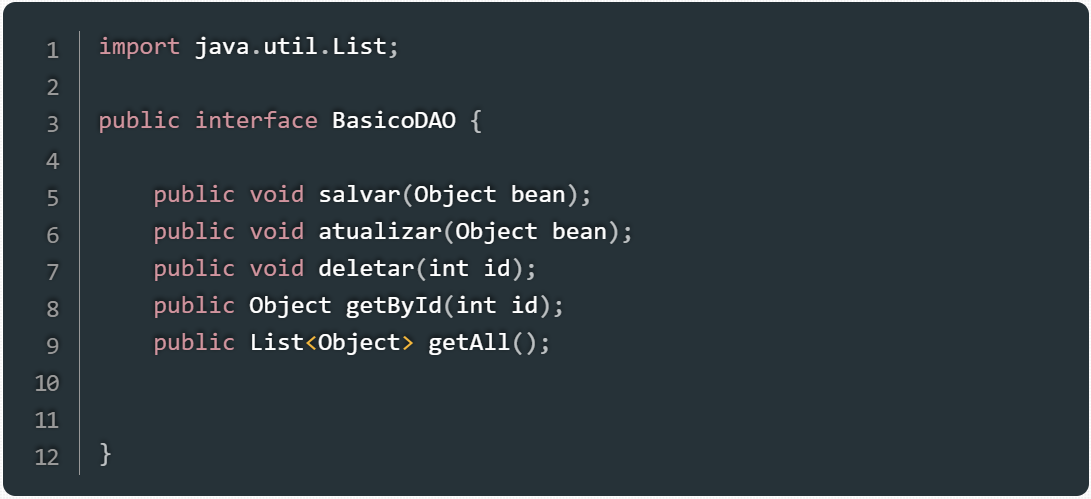 1 import java.util.List;
2
3 public interface BasicoDAO {
4
5     public void salvar(Object bean);
6     public void atualizar(Object bean);
7     public void deletar(int id);
8     public Object getById(int id);
9     public List<Object> getAll();
10
11
12 }